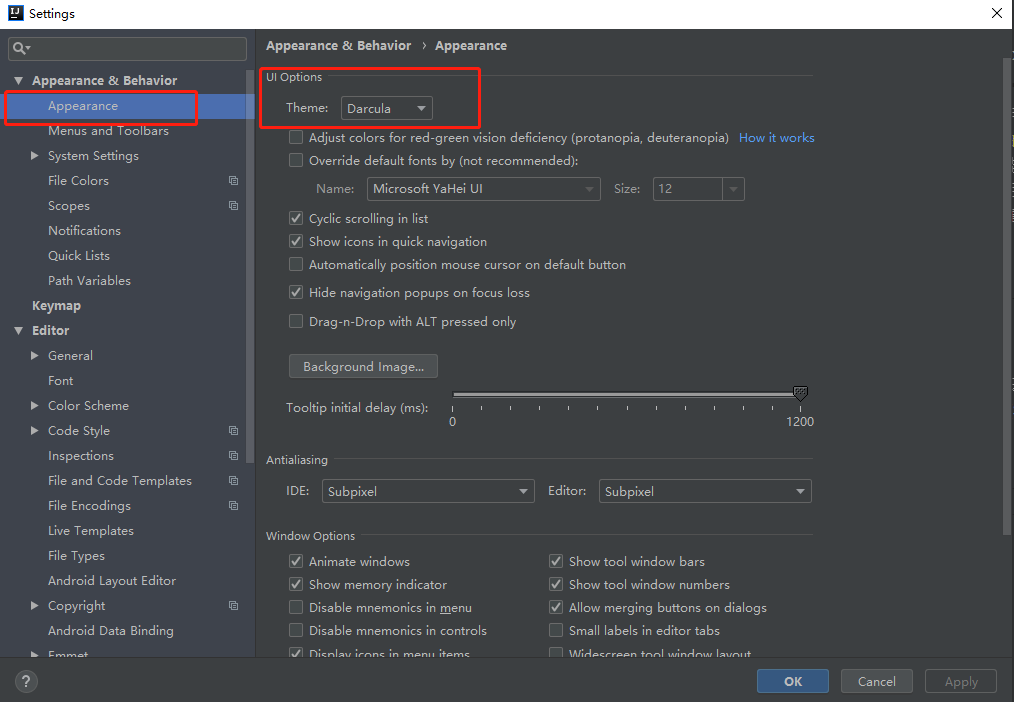 IJ Settings
Appearance & Behavior
Appearance
Menus and Toolbars
System Settings
File Colors
Scopes
Notifications
Quick Lists
Path Variables
Keymap
Editor
General
Font
Color Scheme
Code Style
Inspections
File and Code Templates
File Encodings
Live Templates
File Types
Android Layout Editor
Copyright
Android Data Binding
Emmet
Appearance & Behavior › Appearance
UI Options
Theme: Darcula
Adjust colors for red-green vision deficiency (protanopia, deuteranopia) How it works
Override default fonts by (not recommended):
Name: Microsoft YaHei UI Size: 12
Cyclic scrolling in list
Show icons in quick navigation
Automatically position mouse cursor on default button
Hide navigation popups on focus loss
Drag-n-Drop with ALT pressed only
Background Image...
Tooltip initial delay (ms):
0 1200
Antialiasing
IDE: Subpixel Editor: Subpixel
Window Options
Animate windows Show tool window bars
Show memory indicator Show tool window numbers
Disable mnemonics in menu Allow merging buttons on dialogs
Disable mnemonics in controls Small labels in editor tabs
Display icons in menu items Widescreen tool window layout
? OK Cancel Apply